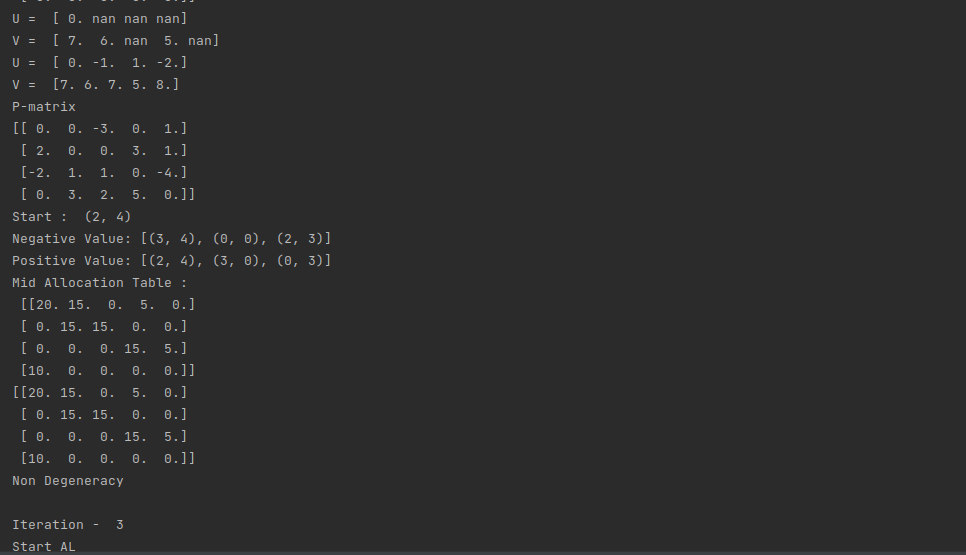 U =  [ 0. nan nan nan]
V =  [ 7.  6. nan  5. nan]
U =  [ 0. -1.  1. -2.]
V =  [7. 6. 7. 5. 8.]
P-matrix
[[ 0.  0. -3.  0.  1.]
 [ 2.  0.  0.  3.  1.]
 [-2.  1.  1.  0. -4.]
 [ 0.  3.  2.  5.  0.]]
Start :  (2, 4)
Negative Value: [(3, 4), (0, 0), (2, 3)]
Positive Value: [(2, 4), (3, 0), (0, 3)]
Mid Allocation Table :
 [[20. 15.  0.  5.  0.]
 [ 0. 15. 15.  0.  0.]
 [ 0.  0.  0. 15.  5.]
 [10.  0.  0.  0.  0.]]
[[20. 15.  0.  5.  0.]
 [ 0. 15. 15.  0.  0.]
 [ 0.  0.  0. 15.  5.]
 [10.  0.  0.  0.  0.]]
Non Degeneracy
Iteration -  3
Start AL